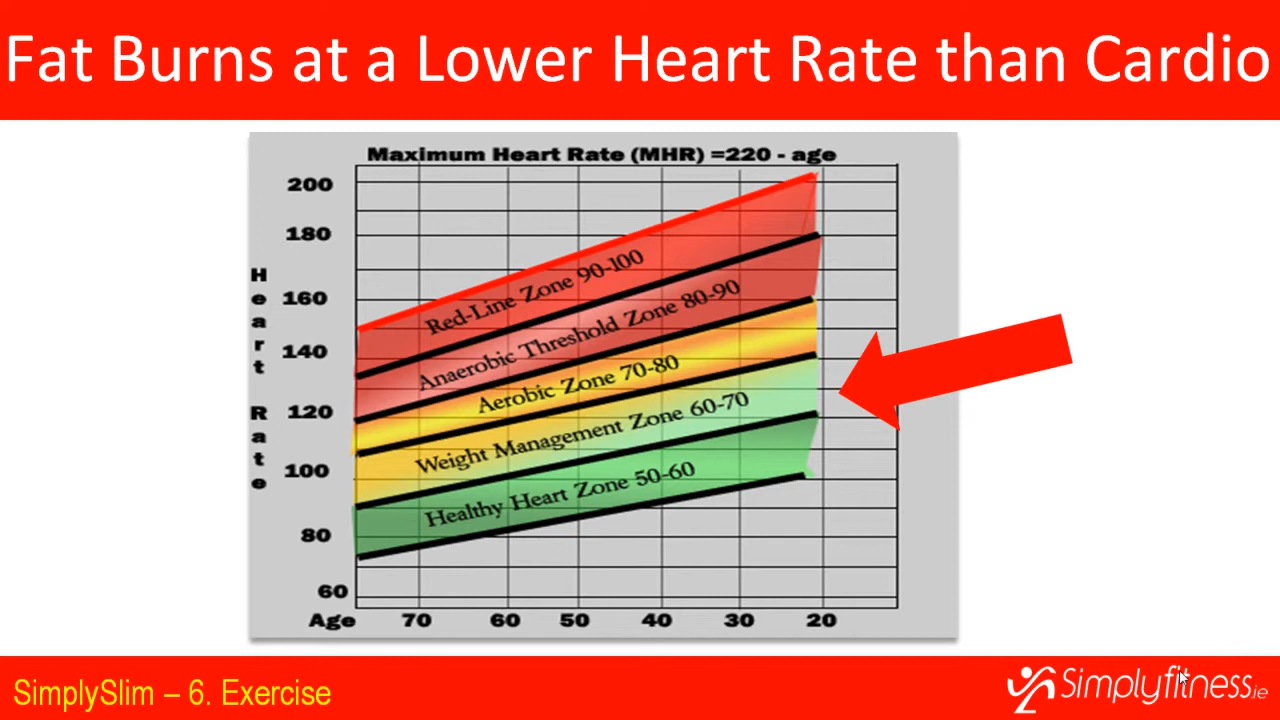 Fat Burns at a Lower Heart Rate than Cardio
Maximum Heart Rate (MHR) =220 - age
200
180
160
140
120
100
80
60
Heart Rate
Red-Line Zone 90-100
Anaerobic Threshold Zone 80-90
Aerobic Zone 70-80
Weight Management Zone 60-70
Healthy Heart Zone 50-60
Age 70 60 50 40 30 20
SimplySlim – 6. Exercise
Simplyfitness.ie